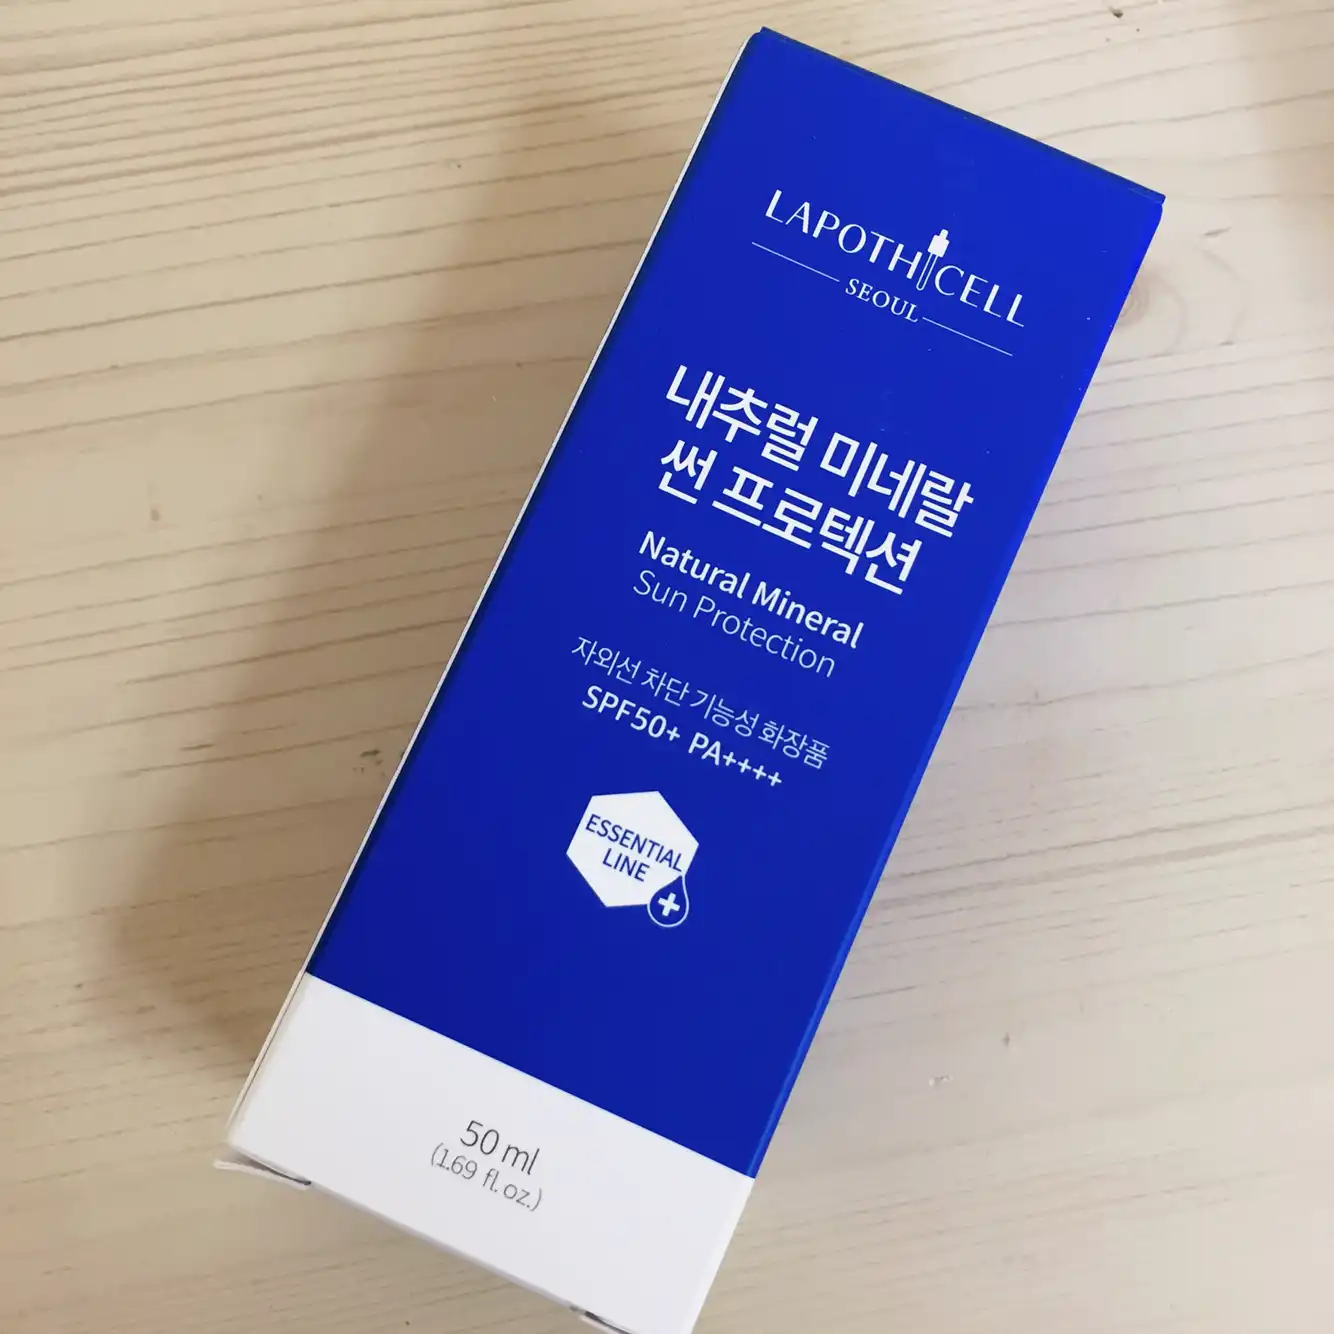 LAPOTHICELL
SEOUL
내추럴 미네랄
썬 프로텍션
Natural Mineral
Sun Protection
자외선 차단 기능성 화장품
SPF50+ PA++++
ESSENTIAL
LINE
+
50 ml
(1.69 fl. oz.)